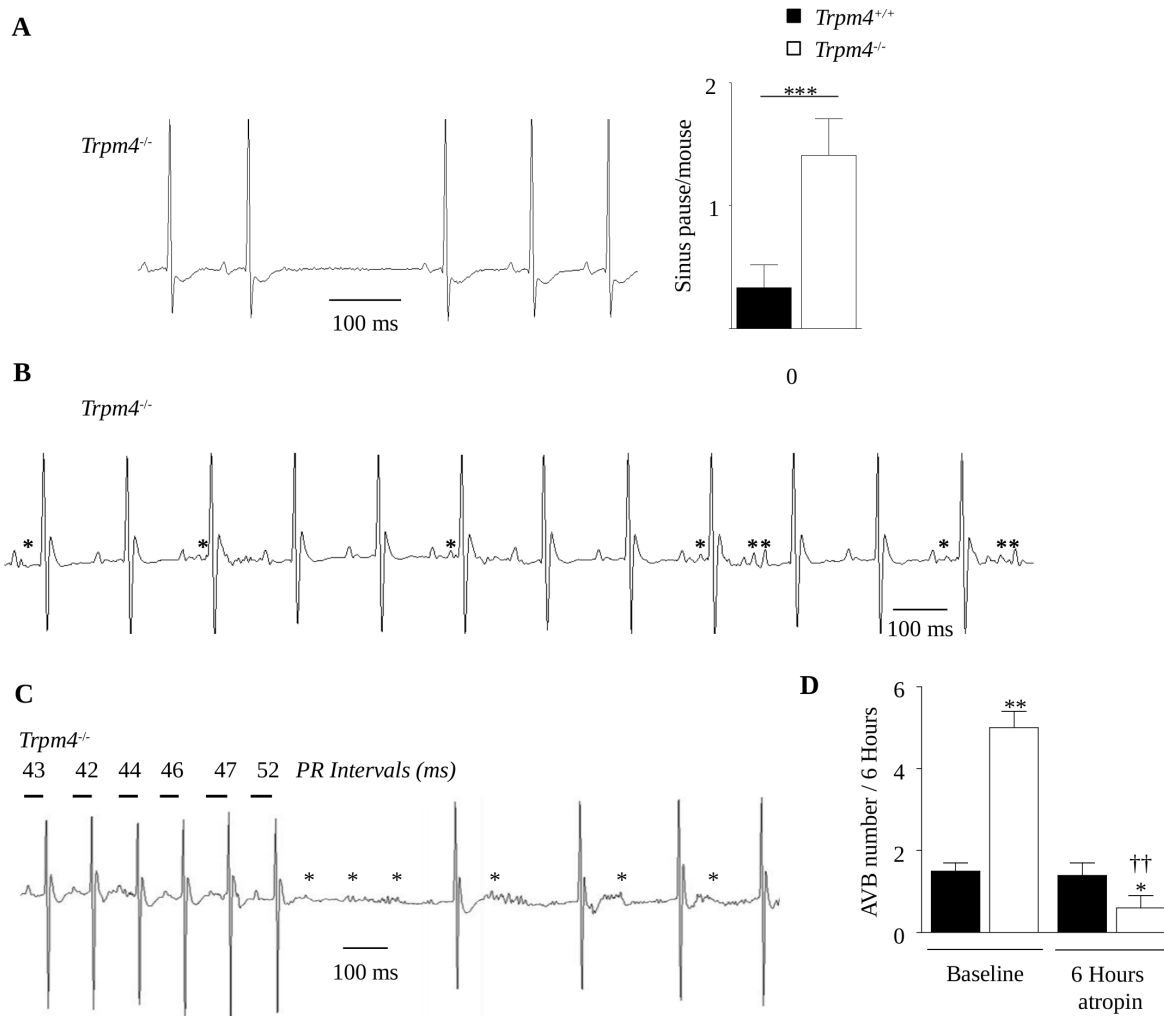 A
Trpm4+/+
Trpm4-/-
2
***
Trpm4-/-
Sinus pause/mouse
1
100 ms
0
B
Trpm4-/-
* * * * ** * **
100 ms
C
D
Trpm4-/-
43 42 44 46 47 52 PR Intervals (ms)
* * * * * *
100 ms
6
**
4
AVB number / 6 Hours
2
††
*
0
Baseline
6 Hours
atropin